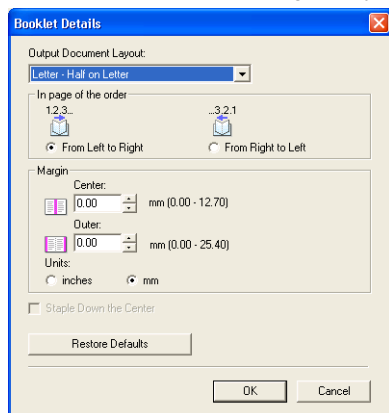 Booklet Details
Output Document Layout:
Letter - Half on Letter
In page of the order
1.2,3...
...3.2.1
From Left to Right
From Right to Left
Margin
Center:
0.00 mm (0.00 - 12.70)
Outer:
0.00 mm (0.00 - 25.40)
Units:
inches mm
Staple Down the Center
Restore Defaults
OK Cancel